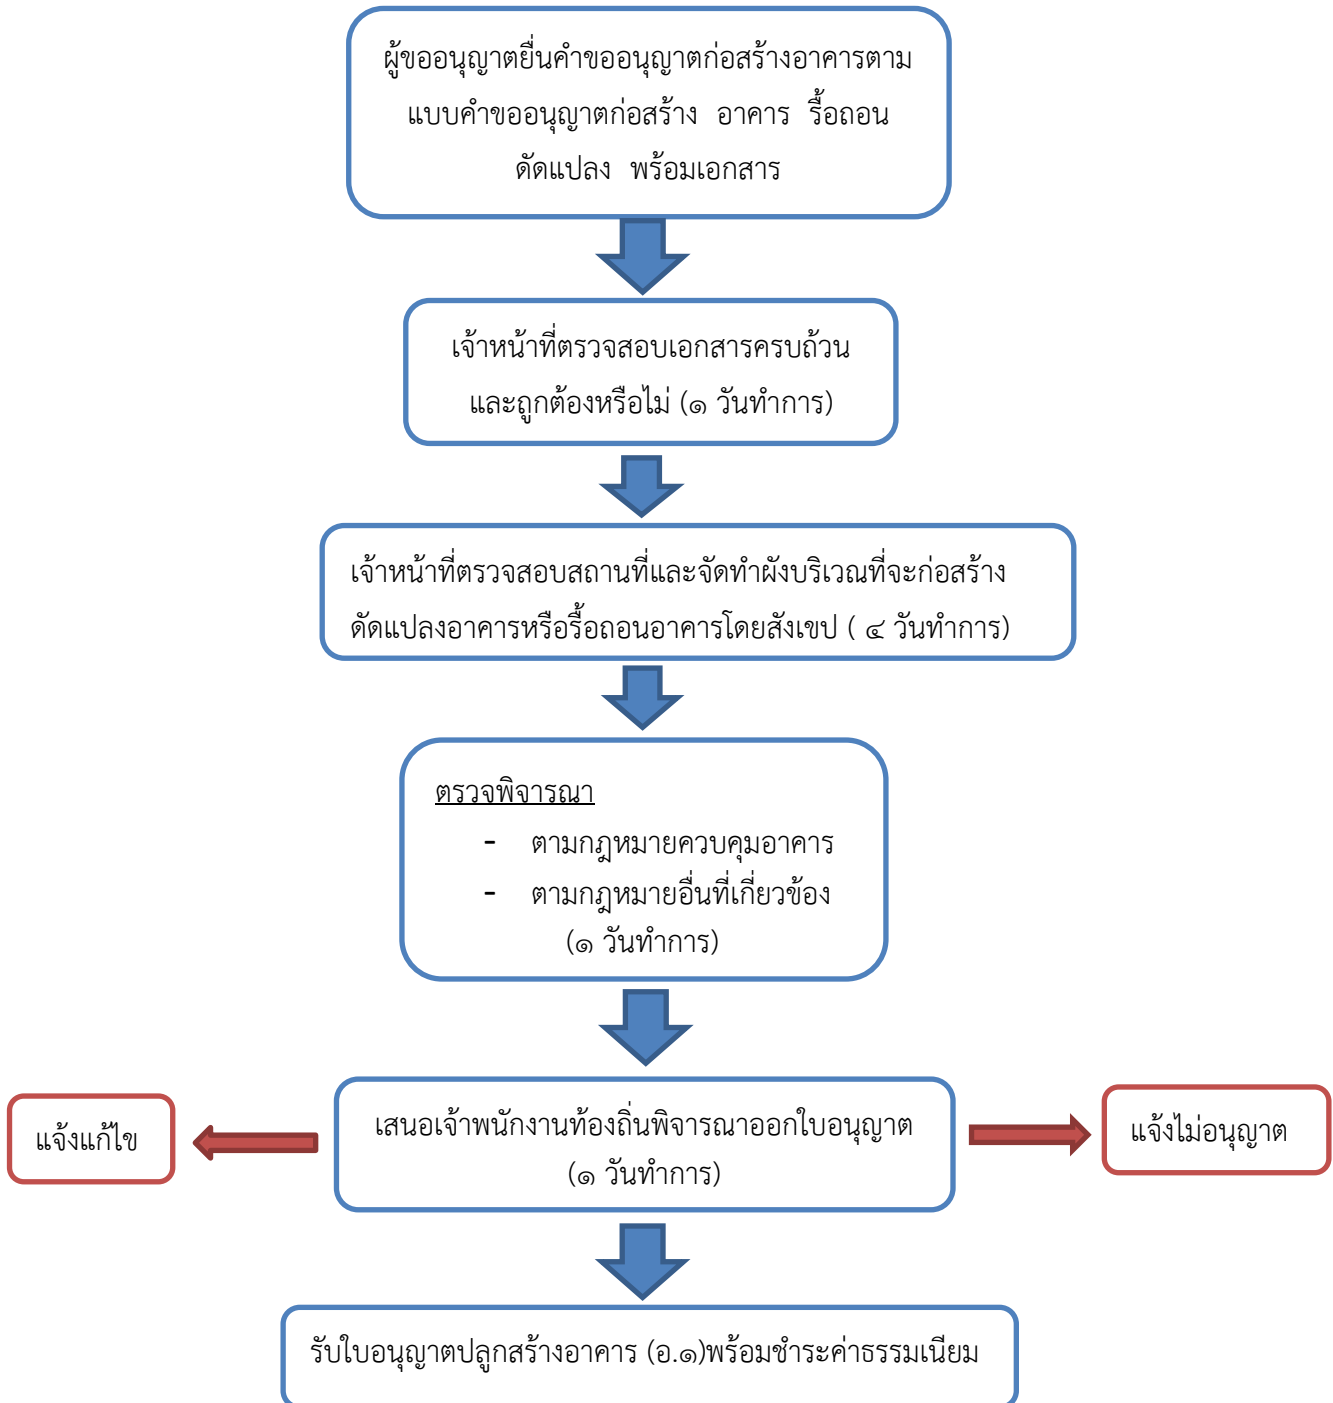 ผู้ขออนุญาตยื่นคำขออนุญาตก่อสร้างอาคารตาม
แบบคำขออนุญาตก่อสร้าง อาคาร รื้อถอน
ดัดแปลง พร้อมเอกสาร
เจ้าหน้าที่ตรวจสอบเอกสารครบถ้วน
และถูกต้องหรือไม่ (๑ วันทำการ)
เจ้าหน้าที่ตรวจสอบสถานที่และจัดทำผังบริเวณที่จะก่อสร้าง
ดัดแปลงอาคารหรือรื้อถอนอาคารโดยสังเขป ( ๔ วันทำการ)
ตรวจพิจารณา
- ตามกฎหมายควบคุมอาคาร
- ตามกฎหมายอื่นที่เกี่ยวข้อง
(๑ วันทำการ)
แจ้งแก้ไข
เสนอเจ้าพนักงานท้องถิ่นพิจารณาออกใบอนุญาต
(๑ วันทำการ)
แจ้งไม่อนุญาต
รับใบอนุญาตปลูกสร้างอาคาร (อ.๑)พร้อมชำระค่าธรรมเนียม